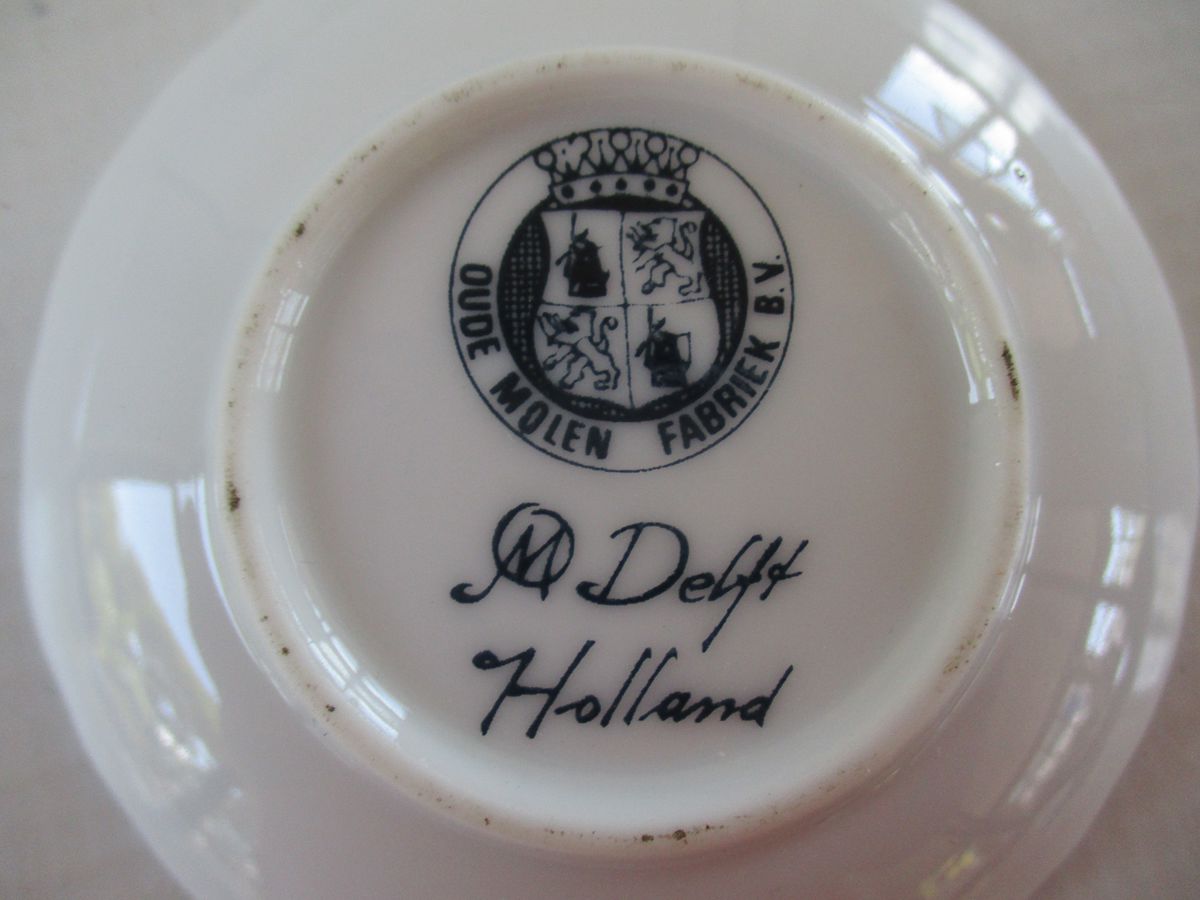 OUDE MOLEN FABRIEK B.V.
OM Delft
Holland